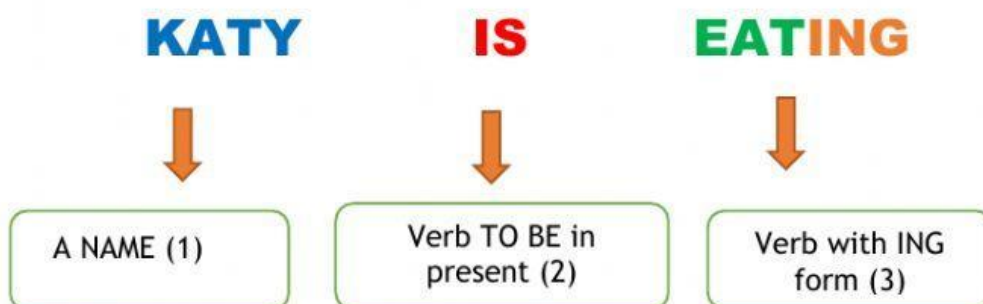 KATY IS EATING
A NAME (1)
Verb TO BE in
present (2)
Verb with ING
form (3)